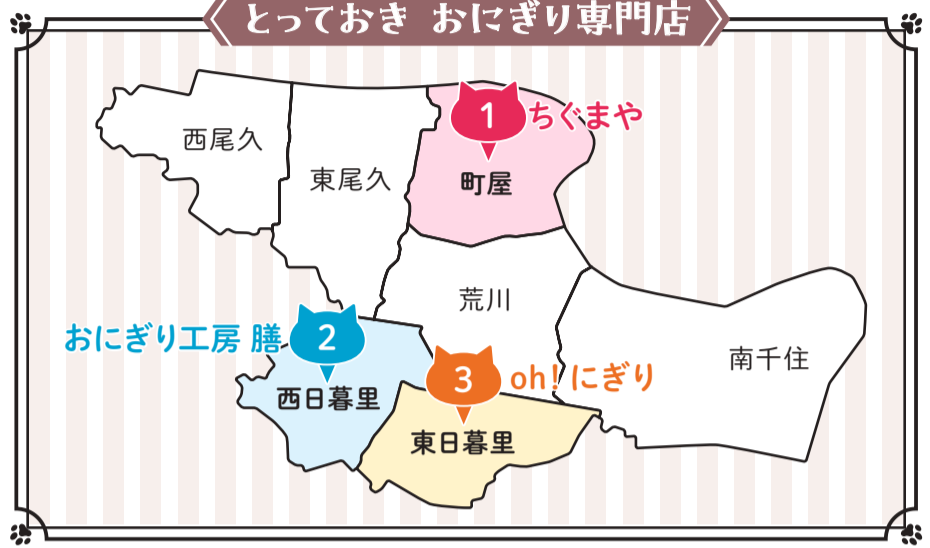 とっておき おにぎり専門店
1 ちぐまや
西尾久
東尾久
町屋
荒川
おにぎり工房 膳 2
南千住
3 oh! にぎり
西日暮里
東日暮里